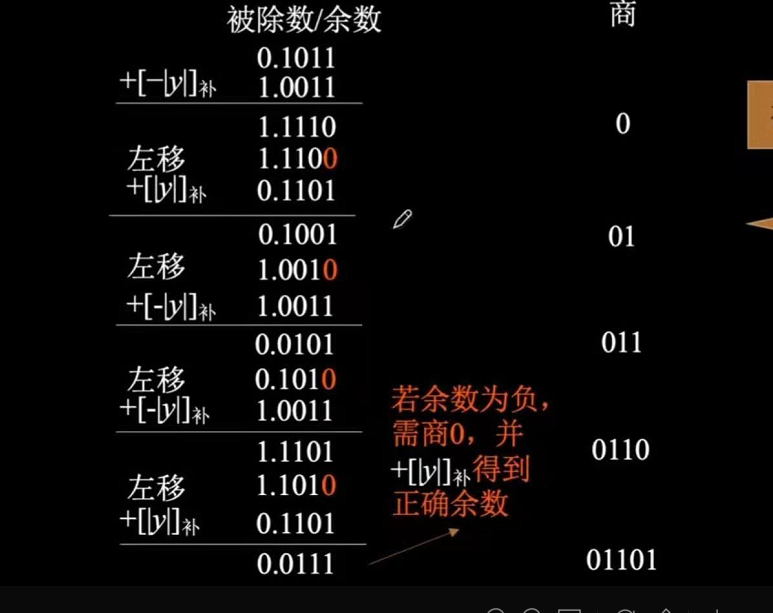 被除数/余数 商
0.1011
+[−|y|]补 1.0011
1.1110 0
左移 1.1100
+[|y|]补 0.1101
0.1001 01
左移 1.0010
+[-|y|]补 1.0011
0.0101 011
左移 0.1010
+[-|y|]补 1.0011
1.1101 0110
左移 1.1010
+[|y|]补 0.1101
0.0111 01101
若余数为负，
需商0，并
+[|y|]补得到
正确余数